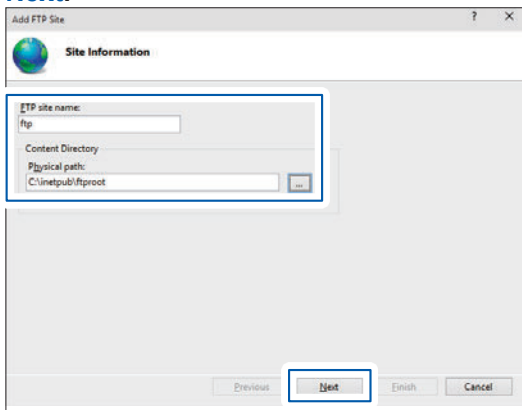 Add FTP Site ? X
Site Information
FTP site name:
ftp
Content Directory
Physical path:
C:\inetpub\ftproot ...
Previous Next Finish Cancel